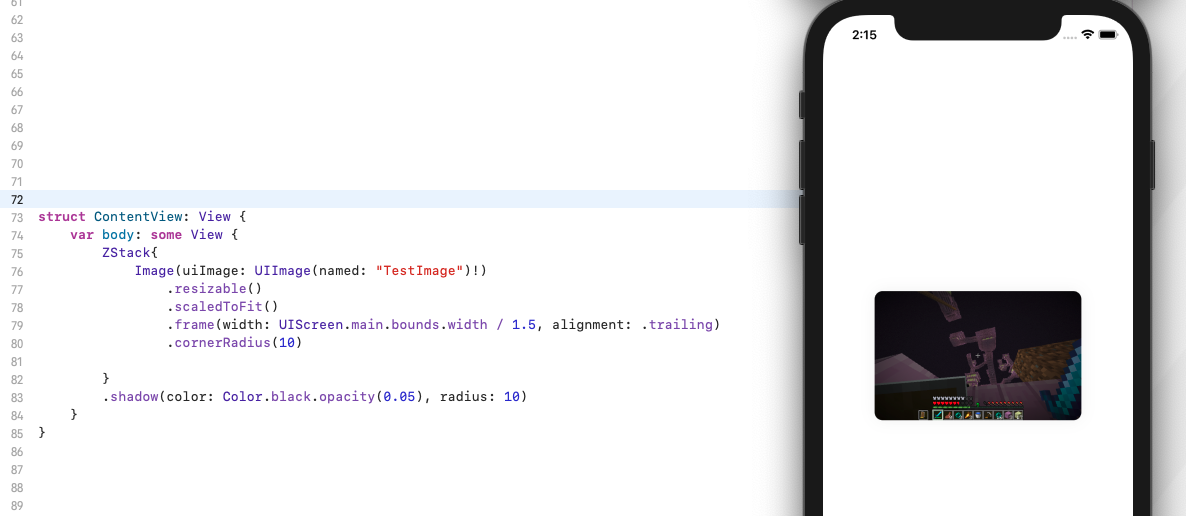 61
62
63
64
65
66
67
68
69
70
71
72
73 struct ContentView: View {
74 var body: some View {
75 ZStack{
76 Image(uiImage: UIImage(named: "TestImage")!)
77 .resizable()
78 .scaledToFit()
79 .frame(width: UIScreen.main.bounds.width / 1.5, alignment: .trailing)
80 .cornerRadius(10)
81
82 }
83 .shadow(color: Color.black.opacity(0.05), radius: 10)
84 }
85 }
86
87
88
89
2:15